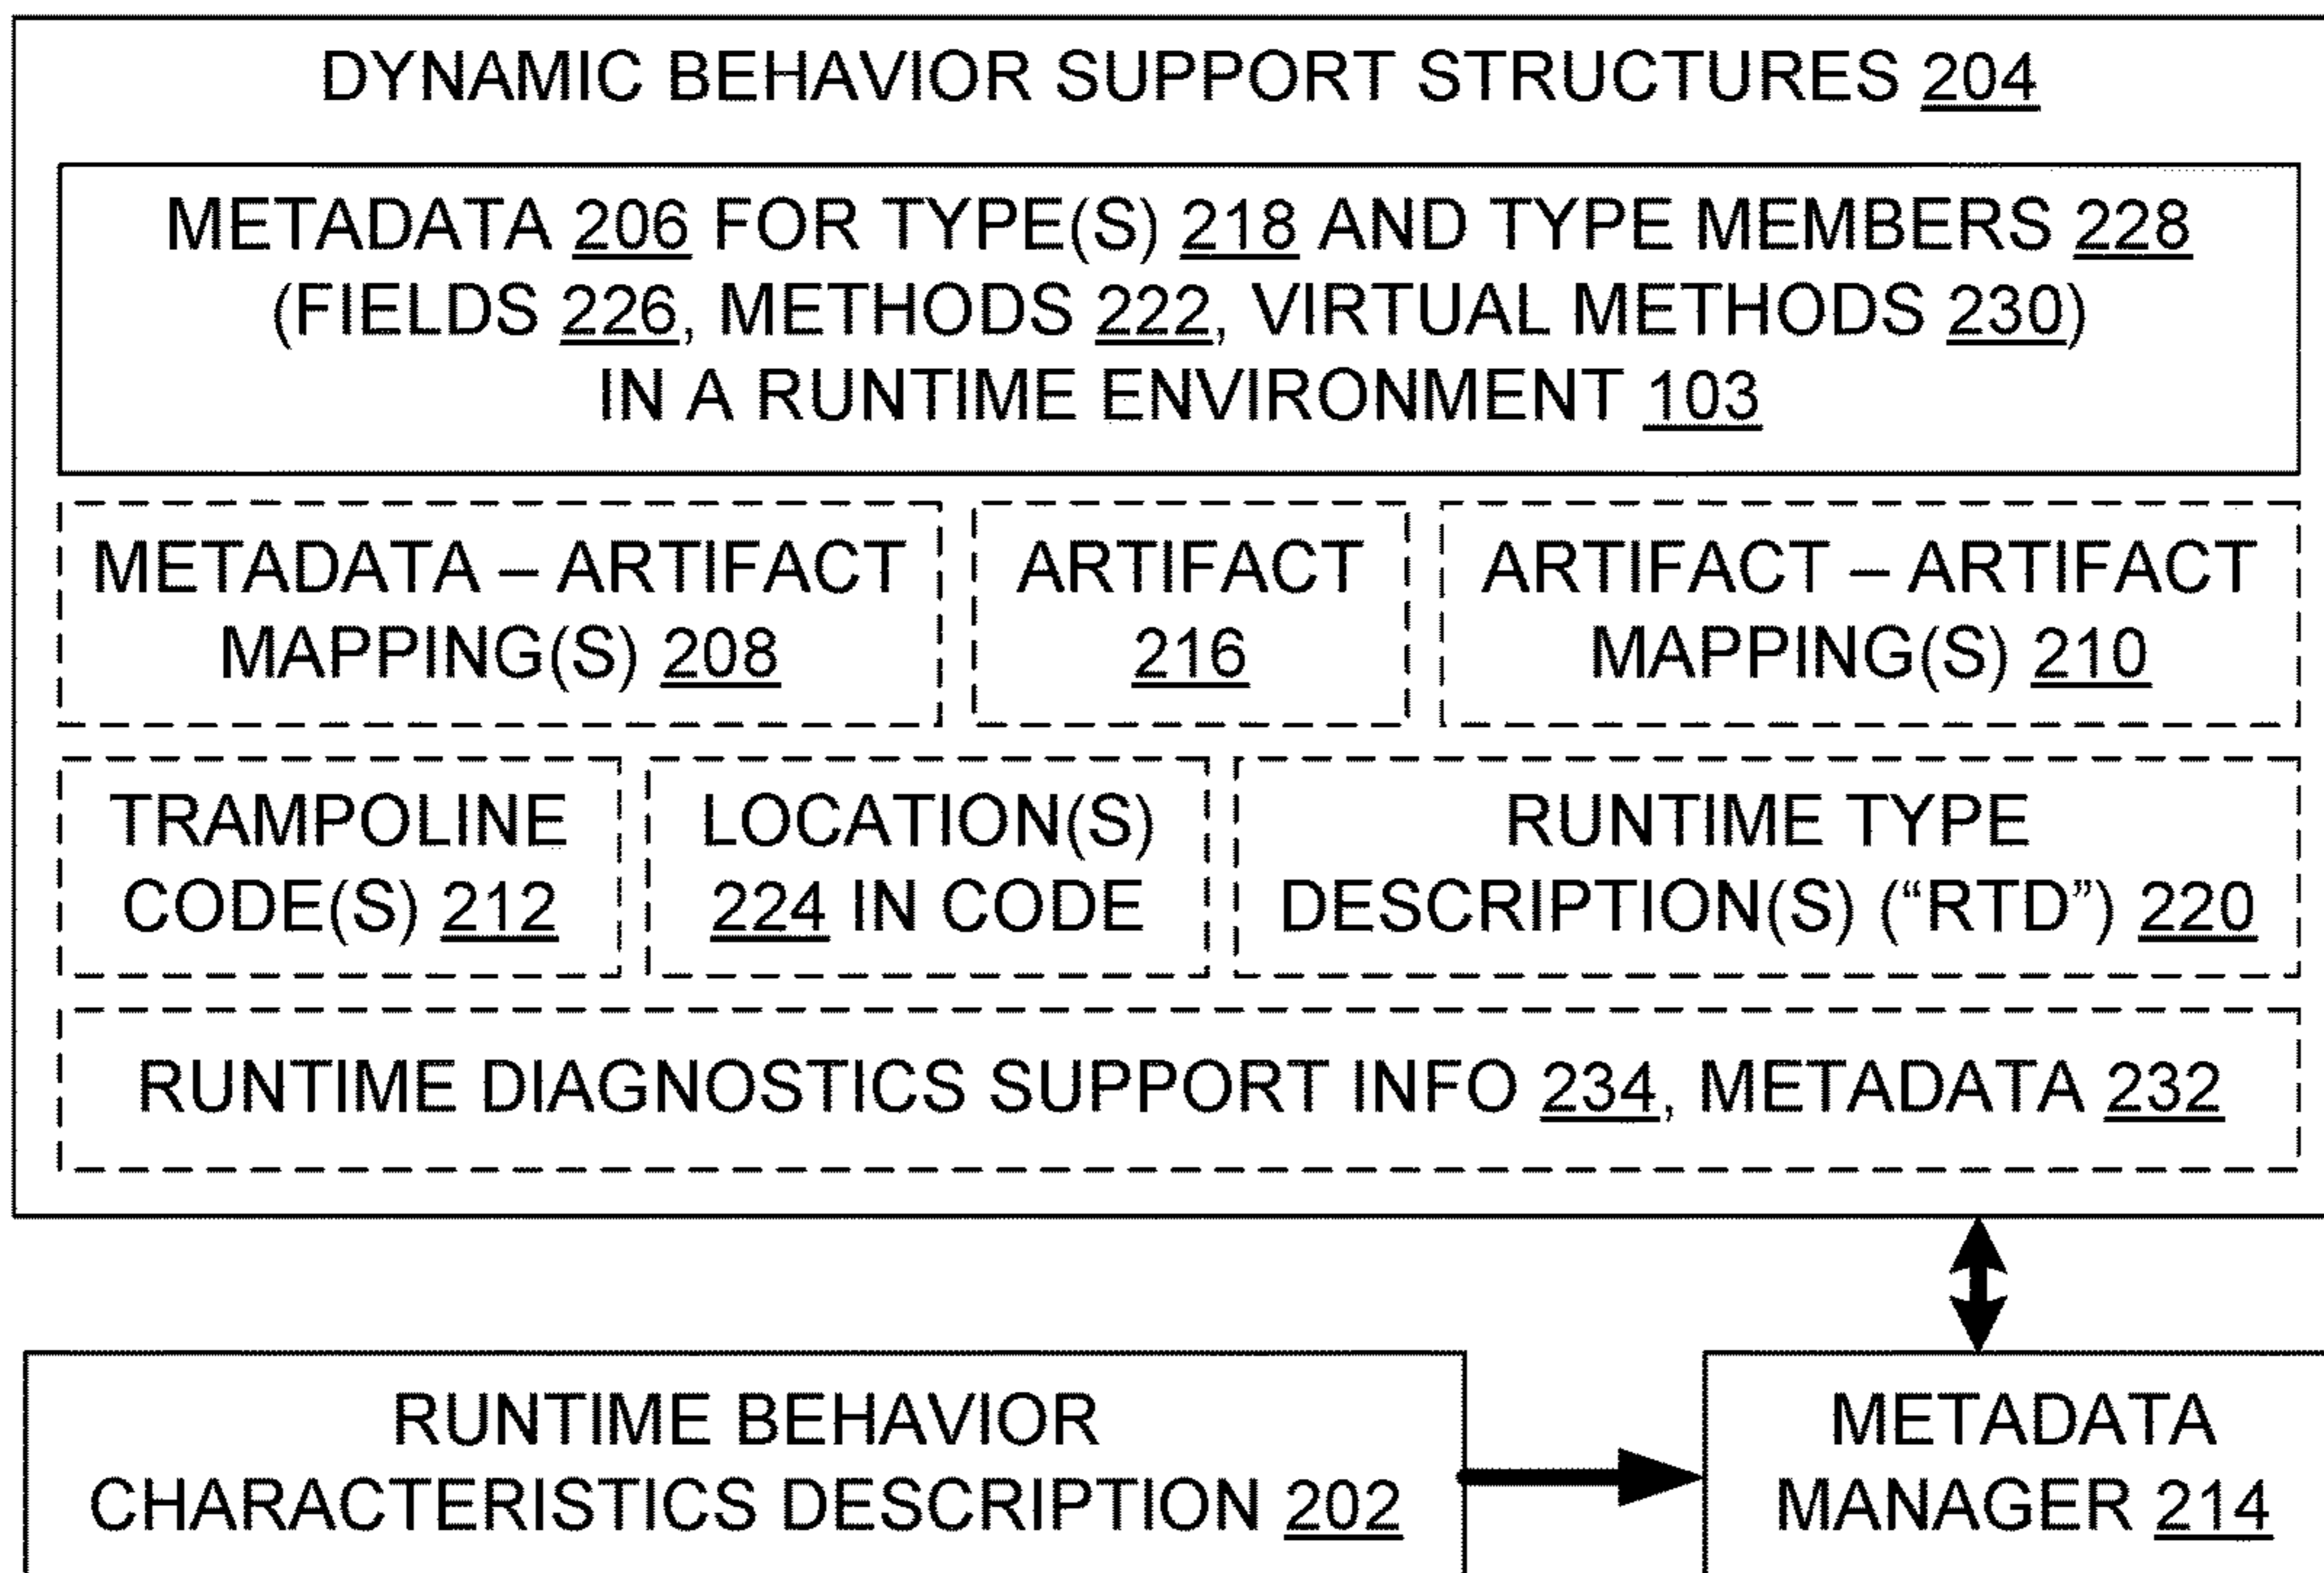 DYNAMIC BEHAVIOR SUPPORT STRUCTURES 204
METADATA 206 FOR TYPE(S) 218 AND TYPE MEMBERS 228
(FIELDS 226, METHODS 222, VIRTUAL METHODS 230)
IN A RUNTIME ENVIRONMENT 103
METADATA – ARTIFACT
MAPPING(S) 208
ARTIFACT
216
ARTIFACT – ARTIFACT
MAPPING(S) 210
TRAMPOLINE
CODE(S) 212
LOCATION(S)
224 IN CODE
RUNTIME TYPE
DESCRIPTION(S) (“RTD”) 220
RUNTIME DIAGNOSTICS SUPPORT INFO 234, METADATA 232
RUNTIME BEHAVIOR
CHARACTERISTICS DESCRIPTION 202
METADATA
MANAGER 214